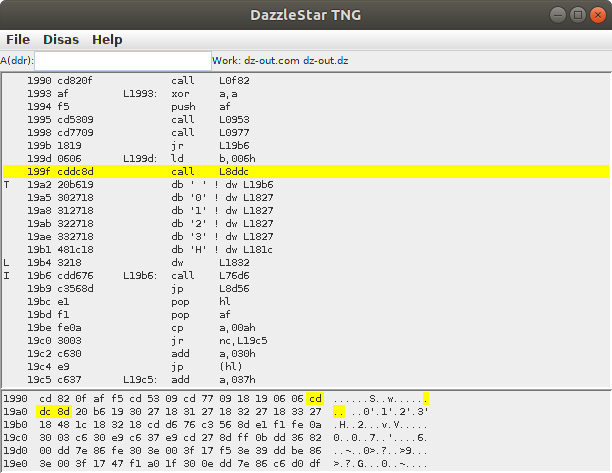 DazzleStar TNG
File Disas Help
A(ddr): Work: dz-out.com dz-out.dz
1990 cd820f call L0f82
1993 af L1993: xor a,a
1994 f5 push af
1995 cd5309 call L0953
1998 cd7709 call L0977
199b 1819 jr L19b6
199d 0606 L199d: ld b,006h
199f cddc8d call L8ddc
T 19a2 20b619 db ' ' ! dw L19b6
19a5 302718 db '0' ! dw L1827
19a8 312718 db '1' ! dw L1827
19ab 322718 db '2' ! dw L1827
19ae 332718 db '3' ! dw L1827
19b1 481c18 db 'H' ! dw L181c
L 19b4 3218 dw L1832
I 19b6 cdd676 L19b6: call L76d6
19b9 c3568d jp L8d56
19bc e1 pop hl
19bd f1 pop af
19be fe0a cp a,00ah
19c0 3003 jr nc,L19c5
19c2 c630 add a,030h
19c4 e9 jp (hl)
19c5 c637 L19c5: add a,037h
1990 cd 82 0f af f5 cd 53 09 cd 77 09 18 19 06 06 cd ......S..w......
19a0 dc 8d 20 b6 19 30 27 18 31 27 18 32 27 18 33 27 .. ..0'.1'.2'.3'
19b0 18 48 1c 18 32 18 cd d6 76 c3 56 8d e1 f1 fe 0a .H..2...v.V.....
19c0 30 03 c6 30 e9 c6 37 e9 cd 27 8d ff 0b dd 36 82 0..0..7..'....6.
19d0 00 dd 7e 86 fe 30 3e 00 3f 17 f5 3e 39 dd be 86 ..~..0>.?..>9...
19e0 3e 00 3f 17 47 f1 a0 1f 30 0e dd 7e 86 c6 d0 df >.?.G...0..~....